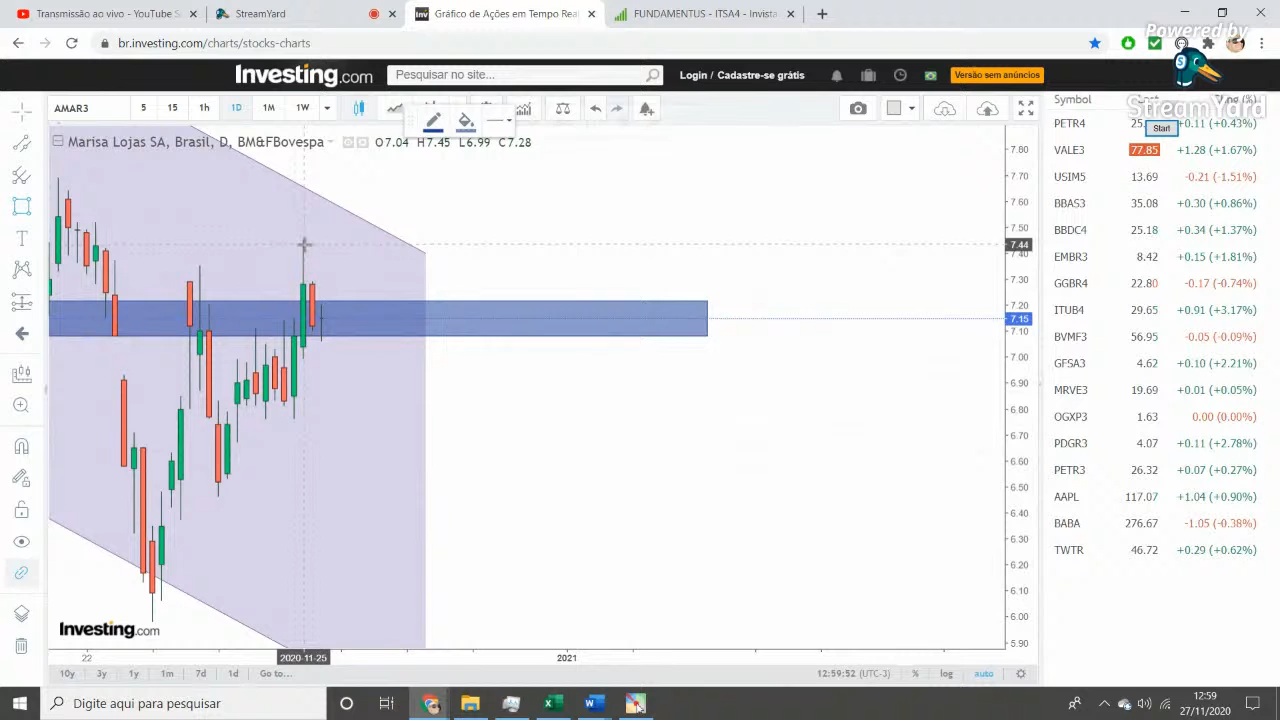 Transmissão ao vivo - YouTube S
StreamYard
Gráfico de Ações em Tempo Rea
FUNDAMENTUS - ITSA4 - Invista
br.investing.com/charts/stocks-charts
Powered by
StreamYard
Investing.com
Pesquisar no site...
Login / Cadastre-se grátis
Versão sem anúncios
AMAR3 5 15 1h 1D 1M 1W
Marisa Lojas SA, Brasil, D, BM&FBovespa O7.04 H7.45 L6.99 C7.28
Symbol
Start
PETR4 +0.11 (+0.43%)
VALE3 77.85 +1.28 (+1.67%)
USIM5 13.69 -0.21 (-1.51%)
BBAS3 35.08 +0.30 (+0.86%)
BBDC4 25.18 +0.34 (+1.37%)
EMBR3 8.42 +0.15 (+1.81%)
GGBR4 22.80 -0.17 (-0.74%)
ITUB4 29.65 +0.91 (+3.17%)
BVMF3 56.95 -0.05 (-0.09%)
GFSA3 4.62 +0.10 (+2.21%)
MRVE3 19.69 +0.01 (+0.05%)
OGXP3 1.63 0.00 (0.00%)
PDGR3 4.07 +0.11 (+2.78%)
PETR3 26.32 +0.07 (+0.27%)
AAPL 117.07 +1.04 (+0.90%)
BABA 276.67 -1.05 (-0.38%)
TWTR 46.72 +0.29 (+0.62%)
7.80
7.70
7.60
7.50
7.44
7.40
7.30
7.20
7.15
7.10
7.00
6.90
6.80
6.70
6.60
6.50
6.40
6.30
6.20
6.10
6.00
5.90
Investing.com
22 2020-11-25 2021
10y 3y 1y 1m 7d 1d Go to... 12:59:52 (UTC-3) % log auto
Digite aqui para pesquisar
12:59
27/11/2020